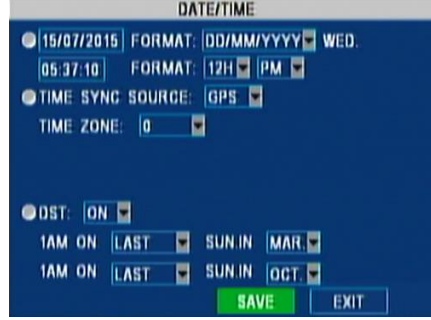 DATE/TIME
15/07/2015 FORMAT: DD/MM/YYYY WED.
05:37:10 FORMAT: 12H PM
TIME SYNC SOURCE: GPS
TIME ZONE: 0
DST: ON
1AM ON LAST SUN.IN MAR.
1AM ON LAST SUN.IN OCT.
SAVE EXIT